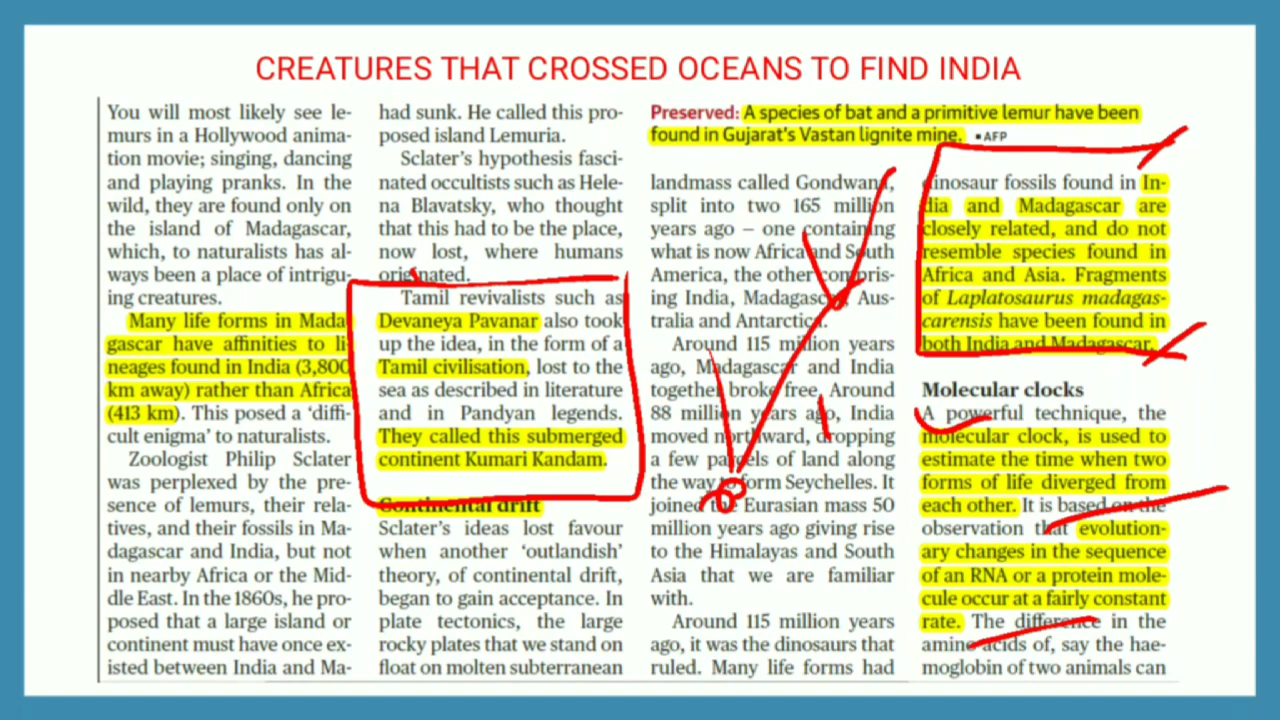 CREATURES THAT CROSSED OCEANS TO FIND INDIA
You will most likely see le-
murs in a Hollywood anima-
tion movie; singing, dancing
and playing pranks. In the
wild, they are found only on
the island of Madagascar,
which, to naturalists has al-
ways been a place of intrigu-
ing creatures.
Many life forms in Mada-
gascar have affinities to li-
neages found in India (3,800
km away) rather than Africa
(413 km). This posed a ‘diffi-
cult enigma’ to naturalists.
Zoologist Philip Sclater
was perplexed by the pre-
sence of lemurs, their rela-
tives, and their fossils in Ma-
dagascar and India, but not
in nearby Africa or the Mid-
dle East. In the 1860s, he pro-
posed that a large island or
continent must have once ex-
isted between India and Ma-
had sunk. He called this pro-
posed island Lemuria.
Sclater’s hypothesis fasci-
nated occultists such as Hele-
na Blavatsky, who thought
that this had to be the place,
now lost, where humans
originated.
Tamil revivalists such as
Devaneya Pavanar also took
up the idea, in the form of a
Tamil civilisation, lost to the
sea as described in literature
and in Pandyan legends.
They called this submerged
continent Kumari Kandam.
Continental drift
Sclater’s ideas lost favour
when another ‘outlandish’
theory, of continental drift,
began to gain acceptance. In
plate tectonics, the large
rocky plates that we stand on
float on molten subterranean
Preserved: A species of bat and a primitive lemur have been
found in Gujarat's Vastan lignite mine. ▪AFP
landmass called Gondwana,
split into two 165 million
years ago – one containing
what is now Africa and South
America, the other compris-
ing India, Madagascar, Aus-
tralia and Antarctica.
Around 115 million years
ago, Madagascar and India
together broke free. Around
88 million years ago, India
moved northward, dropping
a few parcels of land along
the way to form Seychelles. It
joined the Eurasian mass 50
million years ago giving rise
to the Himalayas and South
Asia that we are familiar
with.
Around 115 million years
ago, it was the dinosaurs that
ruled. Many life forms had
dinosaur fossils found in In-
dia and Madagascar are
closely related, and do not
resemble species found in
Africa and Asia. Fragments
of Laplatosaurus madagas-
carensis have been found in
both India and Madagascar.
Molecular clocks
A powerful technique, the
molecular clock, is used to
estimate the time when two
forms of life diverged from
each other. It is based on the
observation that evolution-
ary changes in the sequence
of an RNA or a protein mole-
cule occur at a fairly constant
rate. The difference in the
amino acids of, say the hae-
moglobin of two animals can